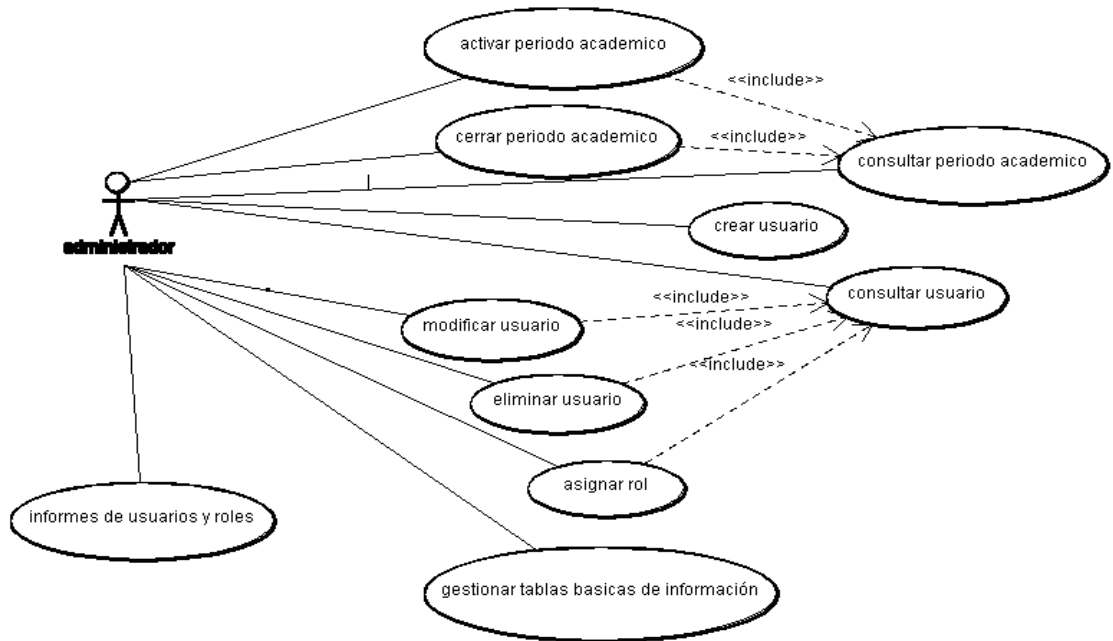 activar periodo academico
<<include>>
cerrar periodo academico
<<include>>
consultar periodo academico
crear usuario
administrador
consultar usuario
<<include>>
modificar usuario
<<include>>
<<include>>
eliminar usuario
asignar rol
informes de usuarios y roles
gestionar tablas basicas de información